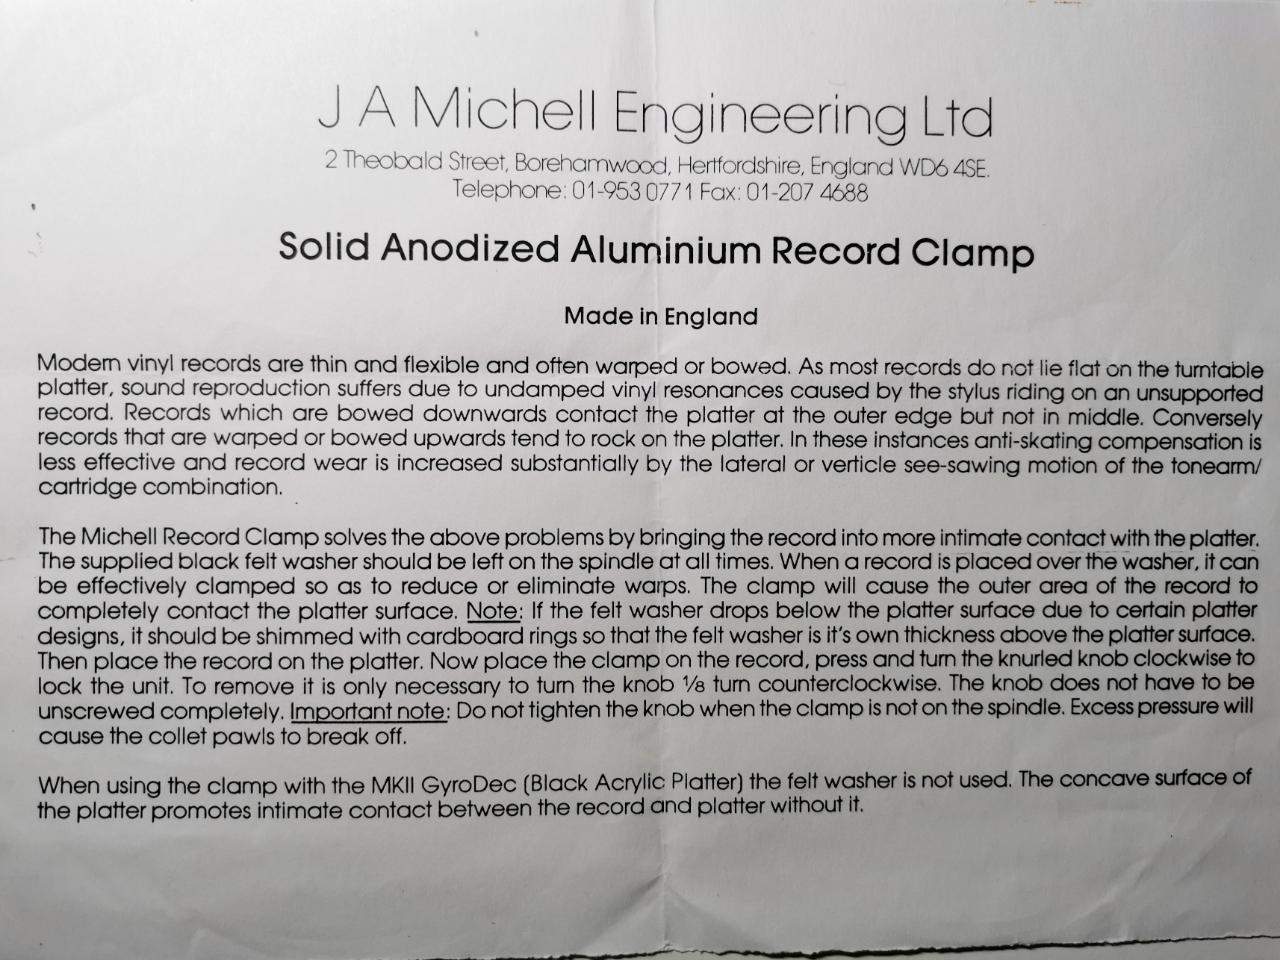 J A Michell Engineering Ltd
2 Theobald Street, Borehamwood, Hertfordshire, England WD6 4SE.
Telephone: 01-953 0771 Fax: 01-207 4688
Solid Anodized Aluminium Record Clamp
Made in England
Modern vinyl records are thin and flexible and often warped or bowed. As most records do not lie flat on the turntable
platter, sound reproduction suffers due to undamped vinyl resonances caused by the stylus riding on an unsupported
record. Records which are bowed downwards contact the platter at the outer edge but not in middle. Conversely
records that are warped or bowed upwards tend to rock on the platter. In these instances anti-skating compensation is
less effective and record wear is increased substantially by the lateral or verticle see-sawing motion of the tonearm/
cartridge combination.
The Michell Record Clamp solves the above problems by bringing the record into more intimate contact with the platter.
The supplied black felt washer should be left on the spindle at all times. When a record is placed over the washer, it can
be effectively clamped so as to reduce or eliminate warps. The clamp will cause the outer area of the record to
completely contact the platter surface. Note: If the felt washer drops below the platter surface due to certain platter
designs, it should be shimmed with cardboard rings so that the felt washer is it's own thickness above the platter surface.
Then place the record on the platter. Now place the clamp on the record, press and turn the knurled knob clockwise to
lock the unit. To remove it is only necessary to turn the knob ⅛ turn counterclockwise. The knob does not have to be
unscrewed completely. Important note: Do not tighten the knob when the clamp is not on the spindle. Excess pressure will
cause the collet pawls to break off.
When using the clamp with the MKII GyroDec (Black Acrylic Platter) the felt washer is not used. The concave surface of
the platter promotes intimate contact between the record and platter without it.